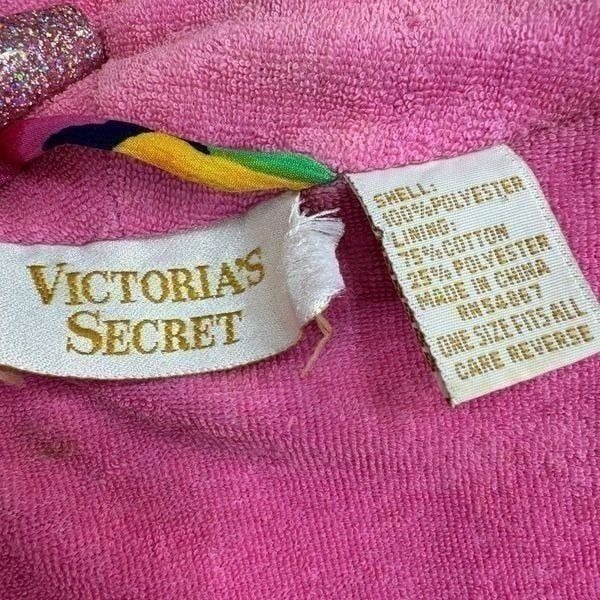 VICTORIA'S
SECRET
SHELL:
100%POLYESTER
LINING:
75%COTTON
25%POLYESTER
MADE IN CHINA
RN54867
ONE SIZE FITS ALL
CARE REVERSE